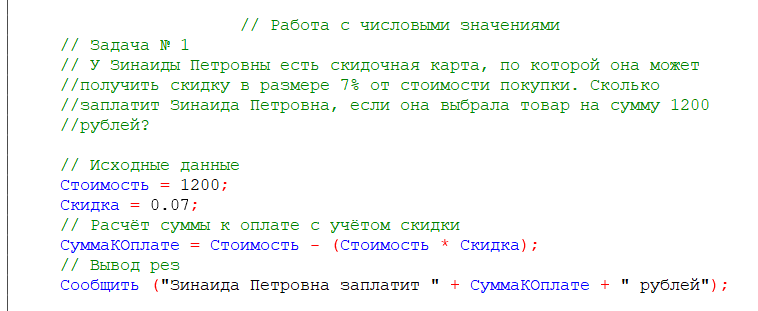 // Работа с числовыми значениями
// Задача № 1
// У Зинаиды Петровны есть скидочная карта, по которой она может
//получить скидку в размере 7% от стоимости покупки. Сколько
//заплатит Зинаида Петровна, если она выбрала товар на сумму 1200
//рублей?
// Исходные данные
Стоимость = 1200;
Скидка = 0.07;
// Расчёт суммы к оплате с учётом скидки
СуммаКОплате = Стоимость - (Стоимость * Скидка);
// Вывод рез
Сообщить ("Зинаида Петровна заплатит " + СуммаКОплате + " рублей");